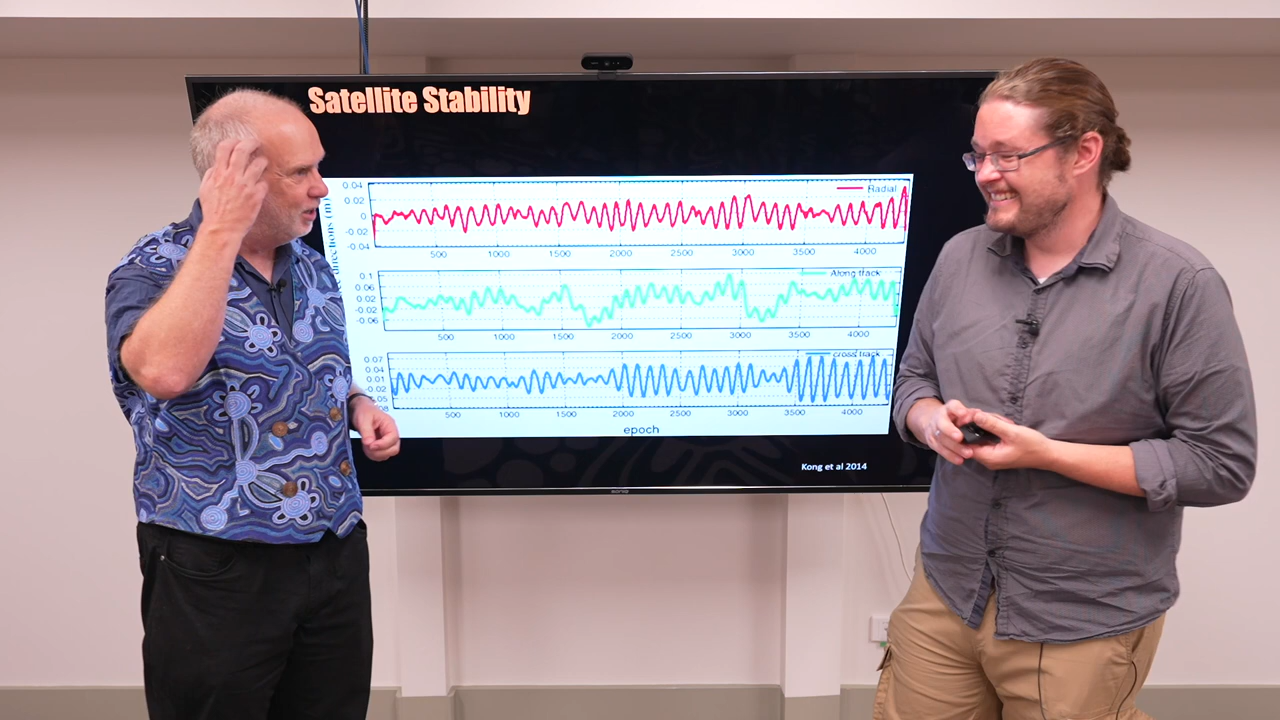 Satellite Stability
0.04
0.02
0
-0.02
-0.04
Radial
500 1000 1500 2000 2500 3000 3500 4000
0.1
0.06
0.02
-0.02
-0.06
Along track
500 1000 1500 2000 2500 3000 3500 4000
0.07
0.04
0.01
-0.02
cross track
500 1000 1500 2000 2500 3000 3500 4000
epoch
Kong et al 2014